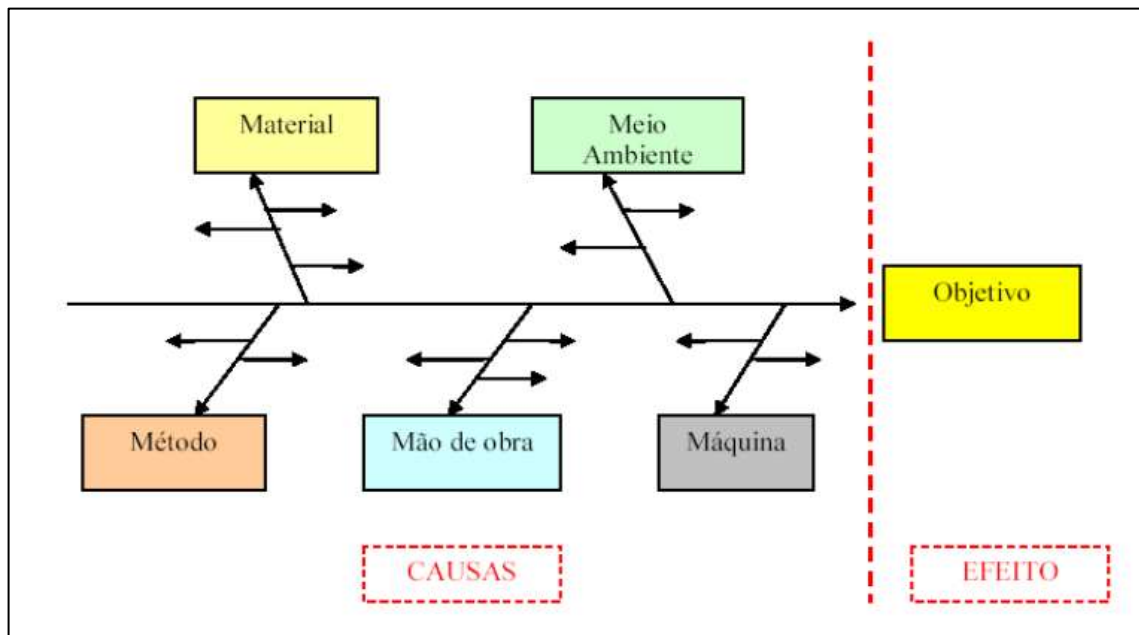 Material
Meio
Ambiente
Objetivo
Método
Mão de obra
Máquina
CAUSAS
EFEITO